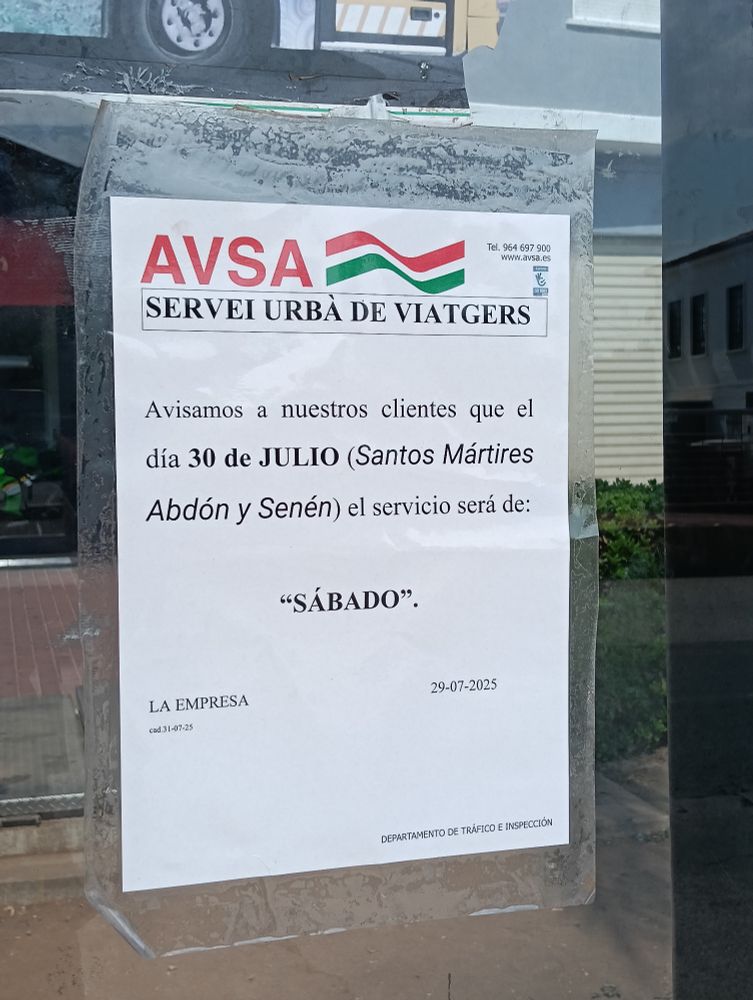 AVSA
Tel. 964 697 900
www.avsa.es
SERVEI URBÀ DE VIATGERS
Avisamos a nuestros clientes que el
día 30 de JULIO (Santos Mártires
Abdón y Senén) el servicio será de:
“SÁBADO”.
29-07-2025
LA EMPRESA
cad.31-07-25
DEPARTAMENTO DE TRÁFICO E INSPECCIÓN